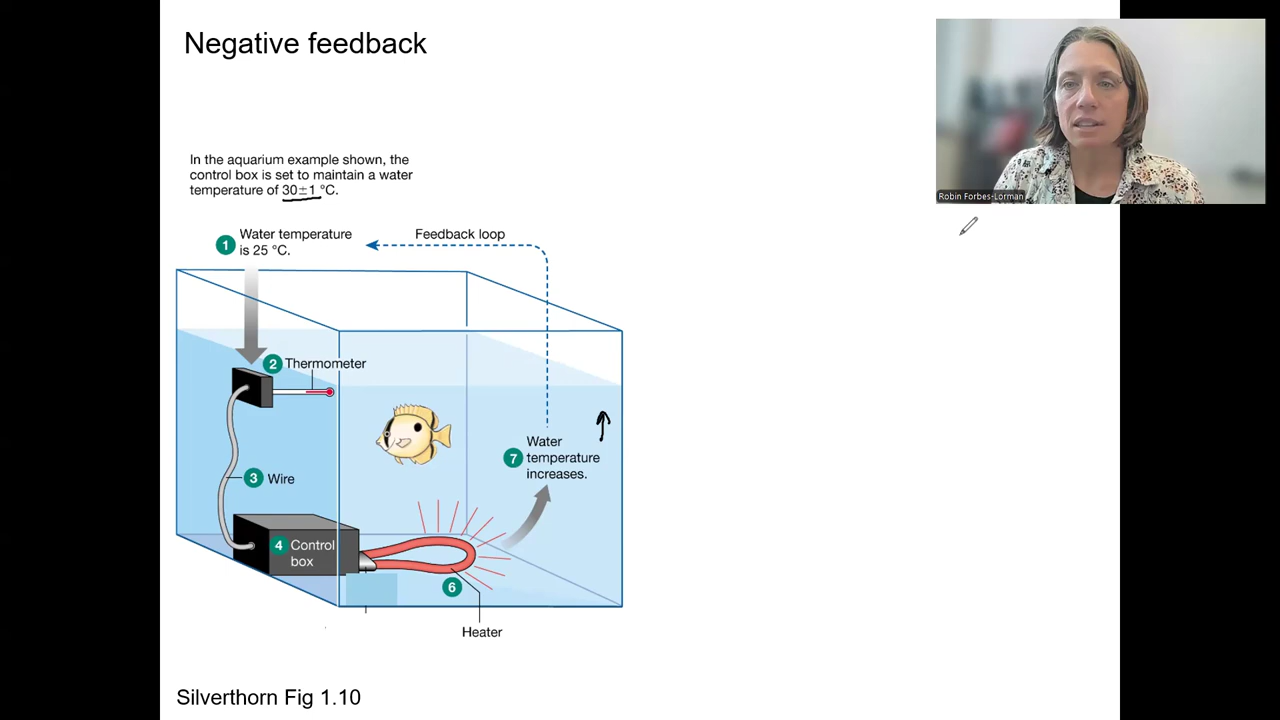 Negative feedback
Robin Forbes-Lorman
In the aquarium example shown, the
control box is set to maintain a water
temperature of 30±1 °C.
1 Water temperature
is 25 °C.
Feedback loop
2 Thermometer
Water
7 temperature
increases.
3 Wire
4 Control
box
6
Heater
Silverthorn Fig 1.10